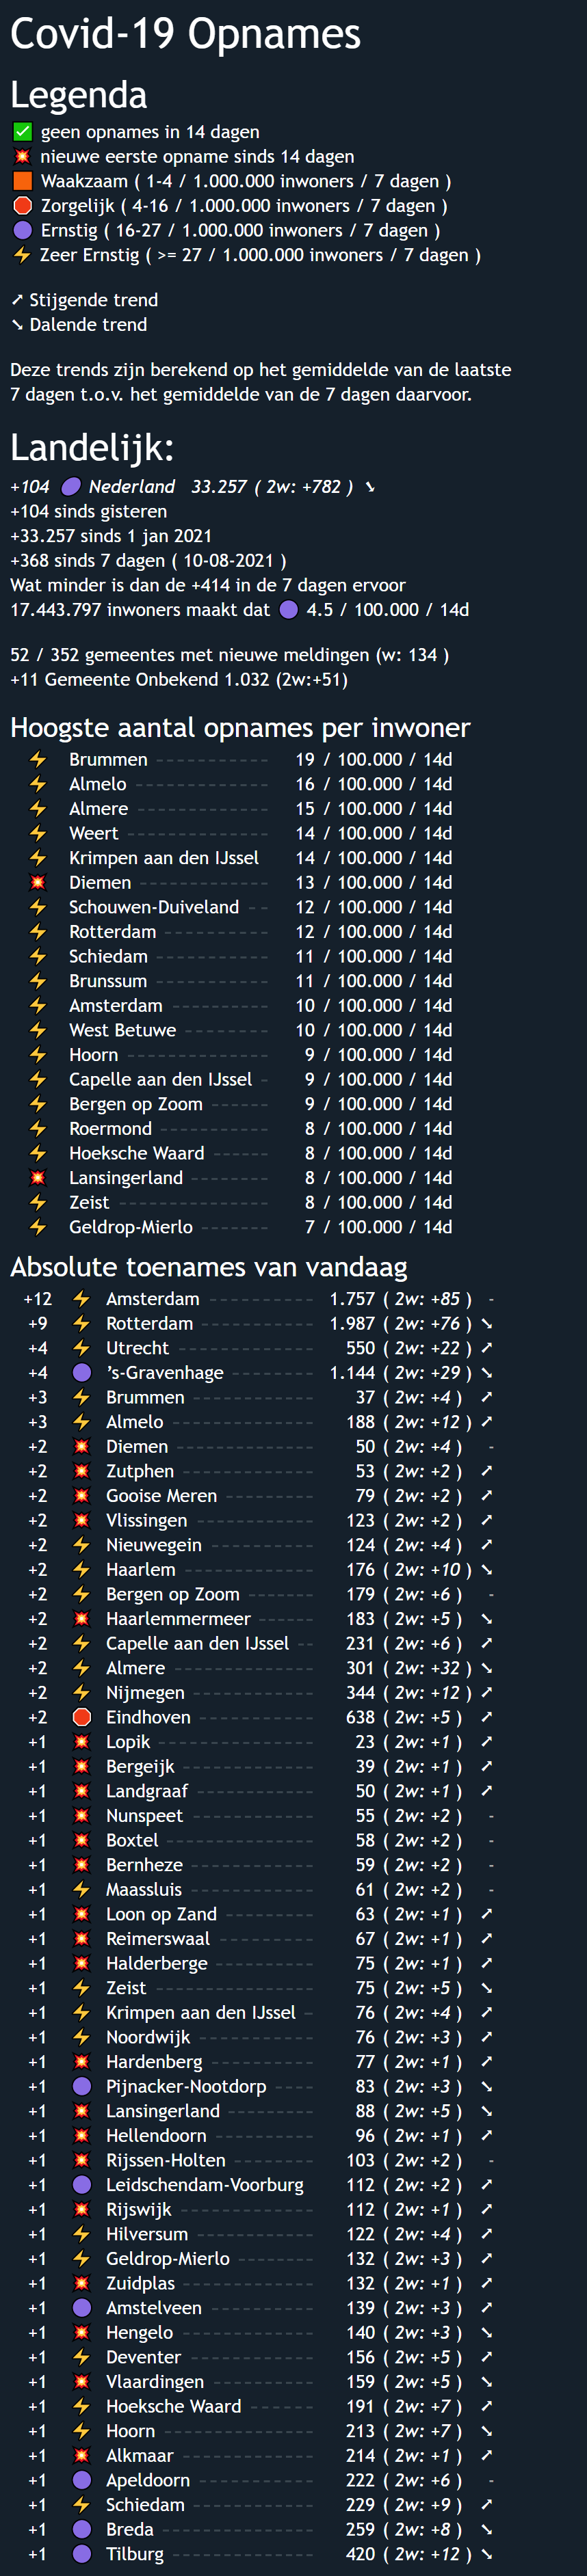 Covid-19 Opnames
Legenda
✅ geen opnames in 14 dagen
💥 nieuwe eerste opname sinds 14 dagen
🟧 Waakzaam ( 1-4 / 1.000.000 inwoners / 7 dagen )
🛑 Zorgelijk ( 4-16 / 1.000.000 inwoners / 7 dagen )
🟣 Ernstig ( 16-27 / 1.000.000 inwoners / 7 dagen )
⚡ Zeer Ernstig ( >= 27 / 1.000.000 inwoners / 7 dagen )
➚ Stijgende trend
➘ Dalende trend
Deze trends zijn berekend op het gemiddelde van de laatste
7 dagen t.o.v. het gemiddelde van de 7 dagen daarvoor.
Landelijk:
+104 🟣 Nederland 33.257 ( 2w: +782 ) ➘
+104 sinds gisteren
+33.257 sinds 1 jan 2021
+368 sinds 7 dagen ( 10-08-2021 )
Wat minder is dan de +414 in de 7 dagen ervoor
17.443.797 inwoners maakt dat 🟣 4.5 / 100.000 / 14d
52 / 352 gemeentes met nieuwe meldingen (w: 134 )
+11 Gemeente Onbekend 1.032 (2w:+51)
Hoogste aantal opnames per inwoner
⚡ Brummen 19 / 100.000 / 14d
⚡ Almelo 16 / 100.000 / 14d
⚡ Almere 15 / 100.000 / 14d
⚡ Weert 14 / 100.000 / 14d
⚡ Krimpen aan den IJssel 14 / 100.000 / 14d
💥 Diemen 13 / 100.000 / 14d
⚡ Schouwen-Duiveland 12 / 100.000 / 14d
⚡ Rotterdam 12 / 100.000 / 14d
⚡ Schiedam 11 / 100.000 / 14d
⚡ Brunssum 11 / 100.000 / 14d
⚡ Amsterdam 10 / 100.000 / 14d
⚡ West Betuwe 10 / 100.000 / 14d
⚡ Hoorn 9 / 100.000 / 14d
⚡ Capelle aan den IJssel 9 / 100.000 / 14d
⚡ Bergen op Zoom 9 / 100.000 / 14d
⚡ Roermond 8 / 100.000 / 14d
⚡ Hoeksche Waard 8 / 100.000 / 14d
💥 Lansingerland 8 / 100.000 / 14d
⚡ Zeist 8 / 100.000 / 14d
⚡ Geldrop-Mierlo 7 / 100.000 / 14d
Absolute toenames van vandaag
+12 ⚡ Amsterdam 1.757 ( 2w: +85 ) -
+9 ⚡ Rotterdam 1.987 ( 2w: +76 ) ➘
+4 ⚡ Utrecht 550 ( 2w: +22 ) ➚
+4 🟣 's-Gravenhage 1.144 ( 2w: +29 ) ➘
+3 ⚡ Brummen 37 ( 2w: +4 ) ➚
+3 ⚡ Almelo 188 ( 2w: +12 ) ➚
+2 💥 Diemen 50 ( 2w: +4 ) -
+2 💥 Zutphen 53 ( 2w: +2 ) ➚
+2 💥 Gooise Meren 79 ( 2w: +2 ) ➚
+2 💥 Vlissingen 123 ( 2w: +2 ) ➚
+2 ⚡ Nieuwegein 124 ( 2w: +4 ) ➚
+2 ⚡ Haarlem 176 ( 2w: +10 ) ➘
+2 ⚡ Bergen op Zoom 179 ( 2w: +6 ) -
+2 💥 Haarlemmermeer 183 ( 2w: +5 ) ➘
+2 ⚡ Capelle aan den IJssel 231 ( 2w: +6 ) ➚
+2 ⚡ Almere 301 ( 2w: +32 ) ➘
+2 ⚡ Nijmegen 344 ( 2w: +12 ) ➚
+2 🛑 Eindhoven 638 ( 2w: +5 ) ➚
+1 💥 Lopik 23 ( 2w: +1 ) ➚
+1 💥 Bergeijk 39 ( 2w: +1 ) ➚
+1 💥 Landgraaf 50 ( 2w: +1 ) ➚
+1 💥 Nunspeet 55 ( 2w: +2 ) -
+1 💥 Boxtel 58 ( 2w: +2 ) -
+1 💥 Bernheze 59 ( 2w: +2 ) -
+1 ⚡ Maassluis 61 ( 2w: +2 ) -
+1 💥 Loon op Zand 63 ( 2w: +1 ) ➚
+1 💥 Reimerswaal 67 ( 2w: +1 ) ➚
+1 💥 Halderberge 75 ( 2w: +1 ) ➚
+1 ⚡ Zeist 75 ( 2w: +5 ) ➘
+1 ⚡ Krimpen aan den IJssel 76 ( 2w: +4 ) ➚
+1 ⚡ Noordwijk 76 ( 2w: +3 ) ➚
+1 💥 Hardenberg 77 ( 2w: +1 ) ➚
+1 🟣 Pijnacker-Nootdorp 83 ( 2w: +3 ) ➘
+1 💥 Lansingerland 88 ( 2w: +5 ) ➘
+1 💥 Hellendoorn 96 ( 2w: +1 ) ➚
+1 💥 Rijssen-Holten 103 ( 2w: +2 ) -
+1 🟣 Leidschendam-Voorburg 112 ( 2w: +2 ) ➚
+1 💥 Rijswijk 112 ( 2w: +1 ) ➚
+1 ⚡ Hilversum 122 ( 2w: +4 ) ➚
+1 ⚡ Geldrop-Mierlo 132 ( 2w: +3 ) ➚
+1 💥 Zuidplas 132 ( 2w: +1 ) ➚
+1 🟣 Amstelveen 139 ( 2w: +3 ) ➚
+1 💥 Hengelo 140 ( 2w: +3 ) ➘
+1 ⚡ Deventer 156 ( 2w: +5 ) ➚
+1 💥 Vlaardingen 159 ( 2w: +5 ) ➘
+1 ⚡ Hoeksche Waard 191 ( 2w: +7 ) ➚
+1 ⚡ Hoorn 213 ( 2w: +7 ) ➘
+1 💥 Alkmaar 214 ( 2w: +1 ) ➚
+1 🟣 Apeldoorn 222 ( 2w: +6 ) -
+1 ⚡ Schiedam 229 ( 2w: +9 ) ➚
+1 🟣 Breda 259 ( 2w: +8 ) ➘
+1 🟣 Tilburg 420 ( 2w: +12 ) ➘